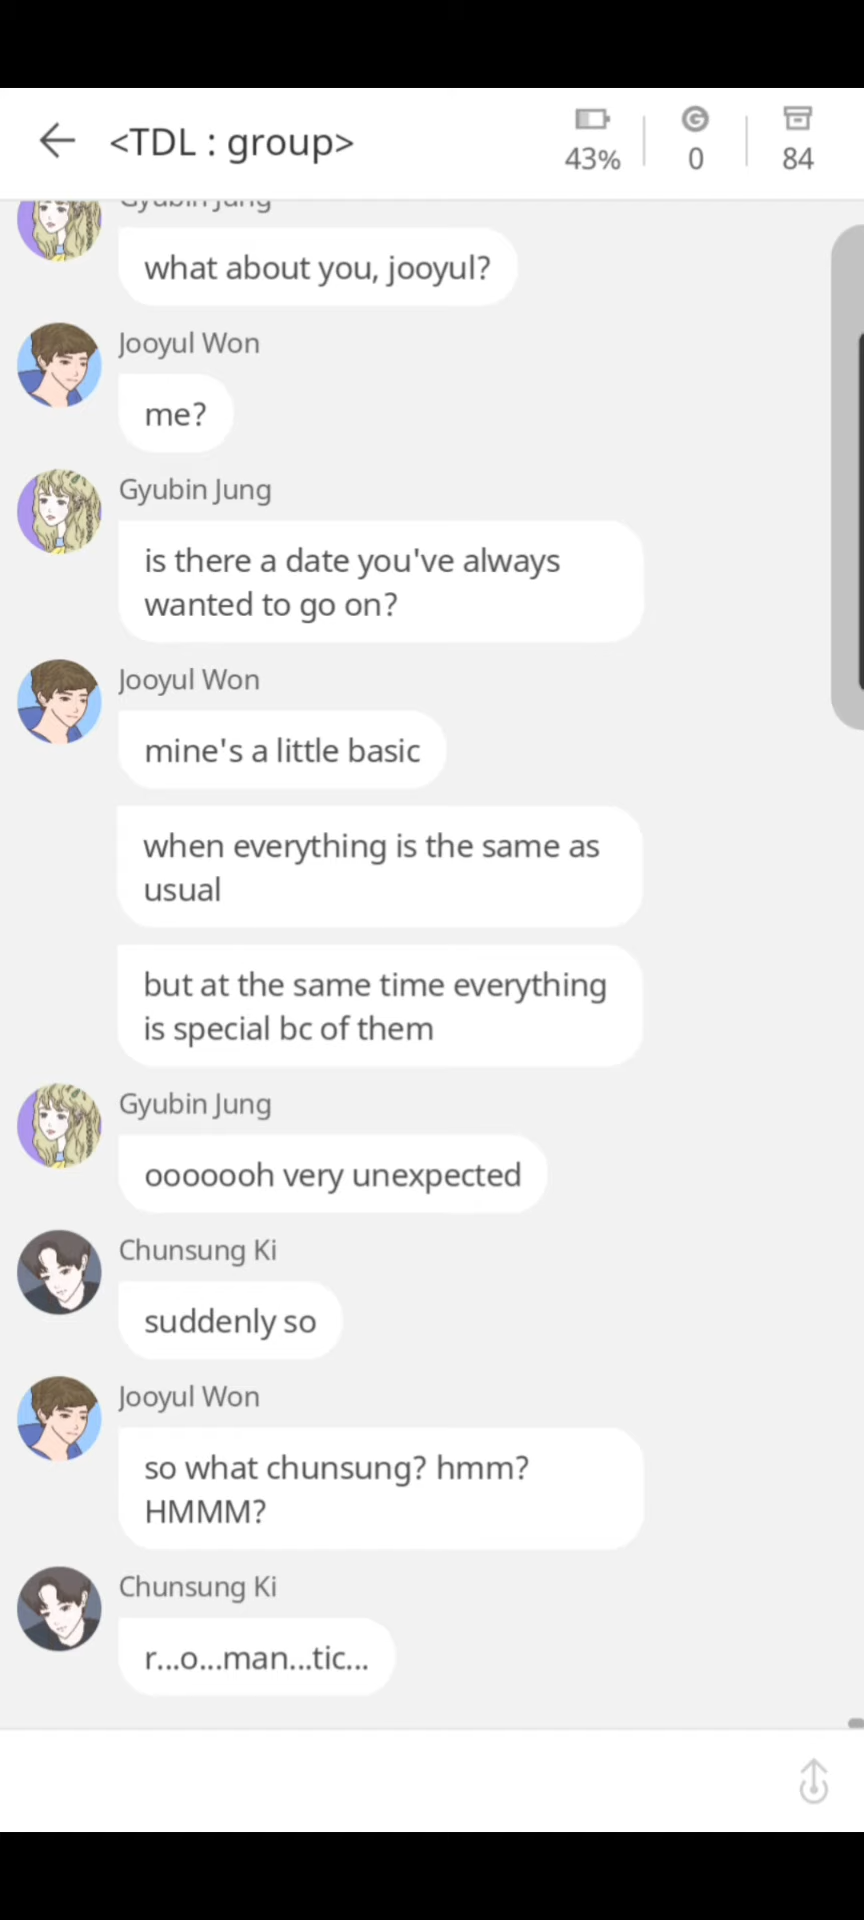 <TDL : group>
43%
0
84
Gyubin Jung
what about you, jooyul?
Jooyul Won
me?
Gyubin Jung
is there a date you've always
wanted to go on?
Jooyul Won
mine's a little basic
when everything is the same as
usual
but at the same time everything
is special bc of them
Gyubin Jung
ooooooh very unexpected
Chunsung Ki
suddenly so
Jooyul Won
so what chunsung? hmm?
HMMM?
Chunsung Ki
r...o...man...tic...